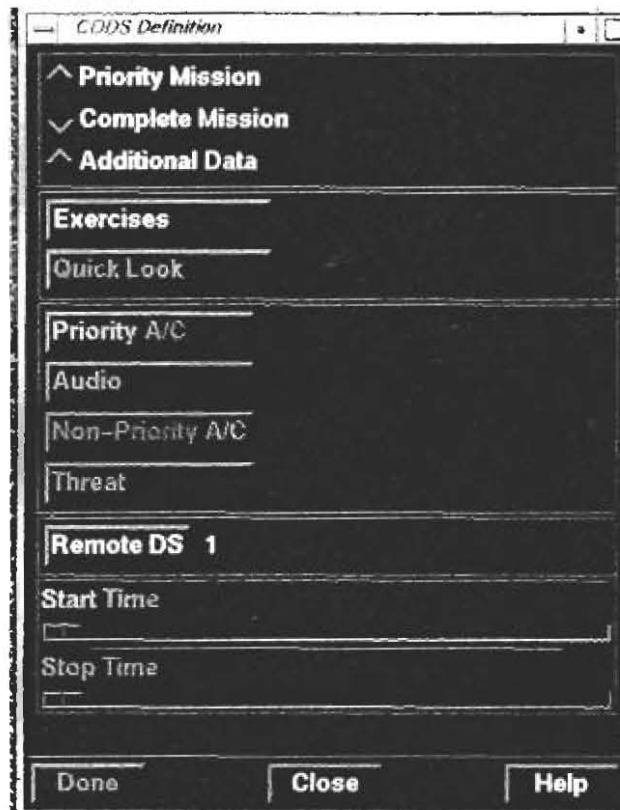 CODS Definition
Priority Mission
Complete Mission
Additional Data
Exercises
Quick Look
Priority A/C
Audio
Non-Priority A/C
Threat
Remote DS 1
Start Time
Stop Time
Done Close Help